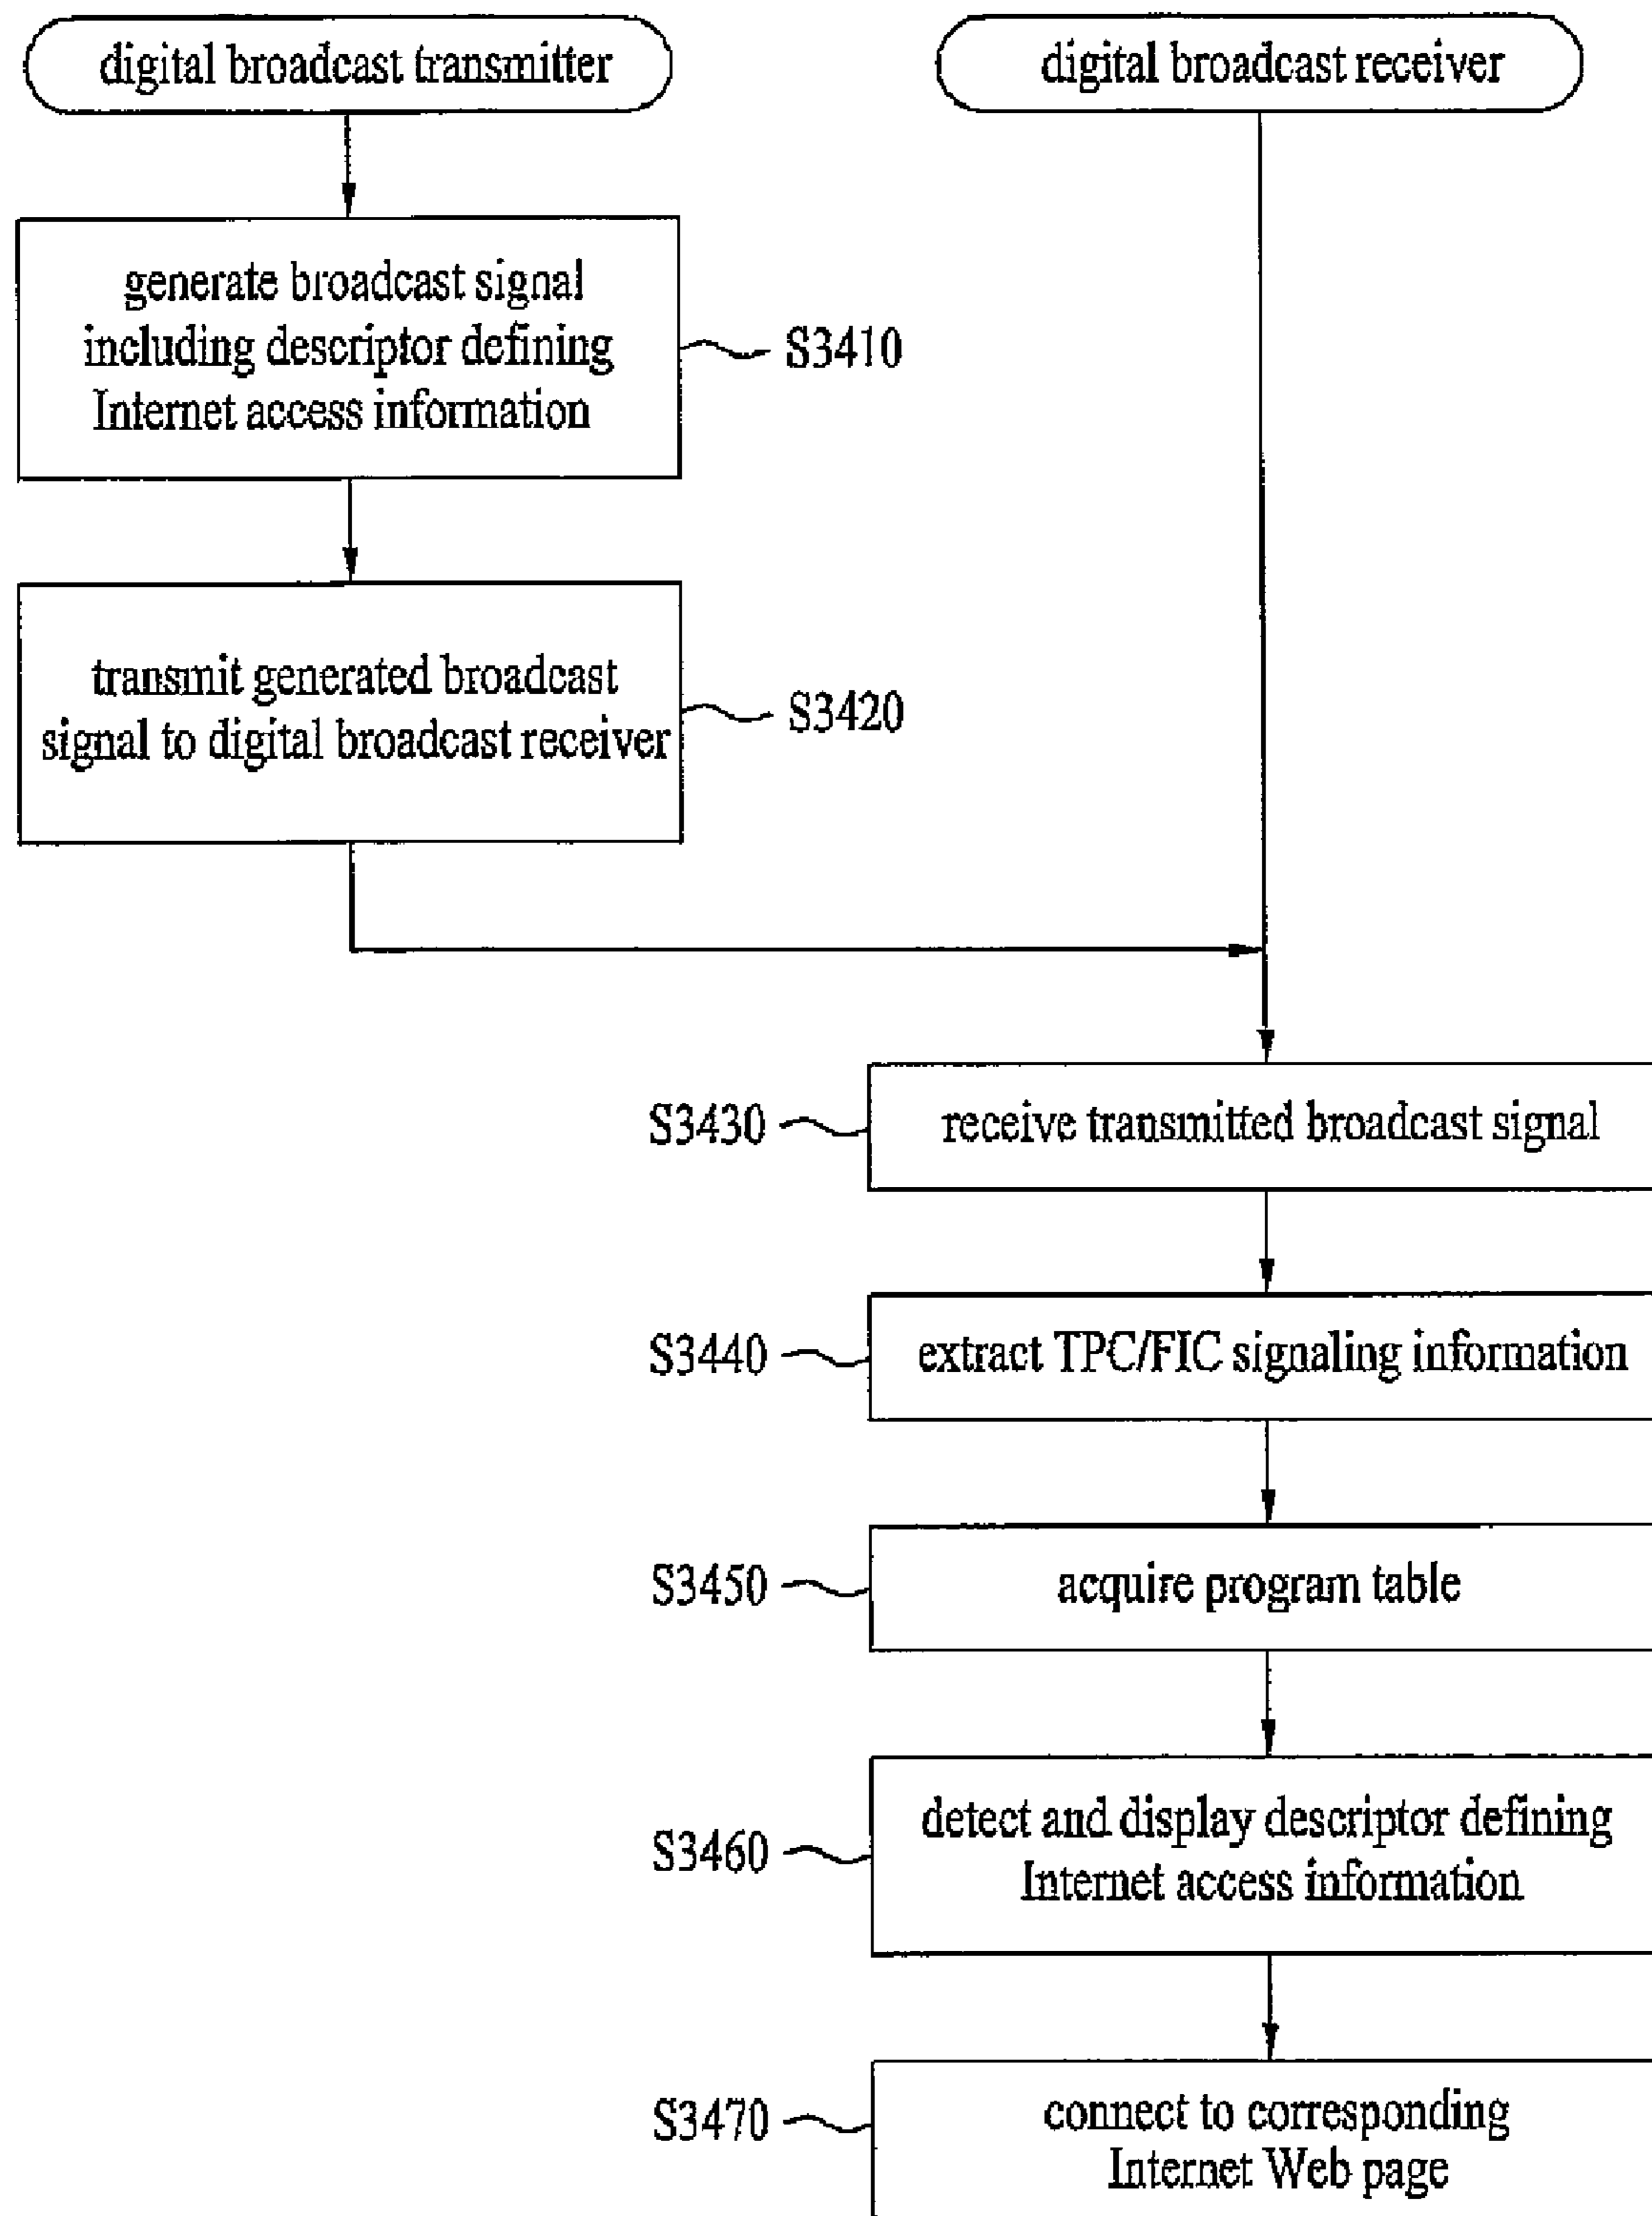 digital broadcast transmitter
digital broadcast receiver
generate broadcast signal
including descriptor defining
Internet access information
S3410
transmit generated broadcast
signal to digital broadcast receiver
S3420
S3430
receive transmitted broadcast signal
S3440
extract TPC/FIC signaling information
S3450
acquire program table
S3460
detect and display descriptor defining
Internet access information
S3470
connect to corresponding
Internet Web page